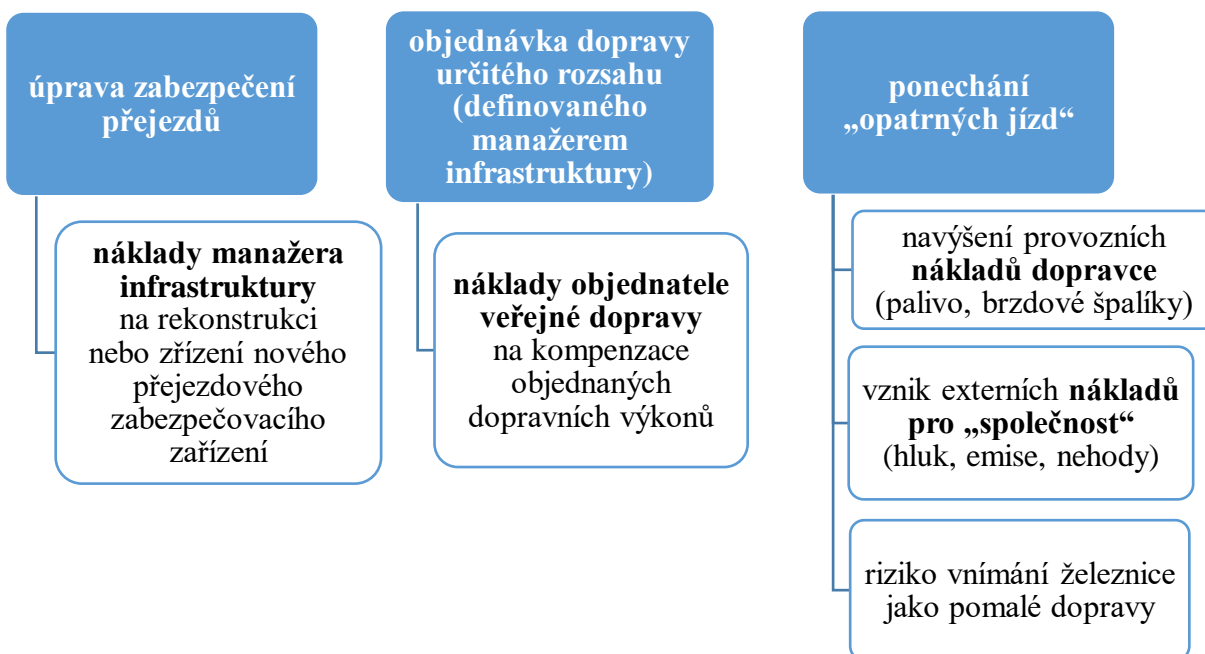 úprava zabezpečení
přejezdů
náklady manažera
infrastruktury
na rekonstrukci
nebo zřízení nového
přejezdového
zabezpečovacího
zařízení
objednávka dopravy
určitého rozsahu
(definovaného
manažerem
infrastruktury)
náklady objednatele
veřejné dopravy
na kompenzace
objednaných
dopravních výkonů
ponechání
„opatrných jízd“
navýšení provozních
nákladů dopravce
(palivo, brzdové špalíky)
vznik externích nákladů
pro „společnost“
(hluk, emise, nehody)
riziko vnímání železnice
jako pomalé dopravy